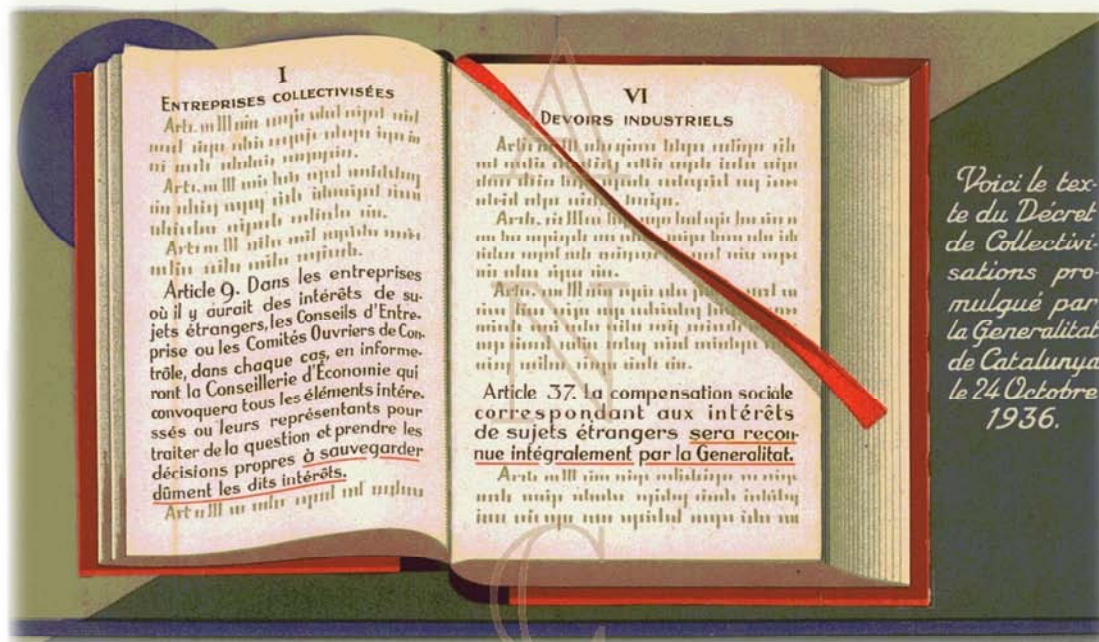 I
ENTREPRISES COLLECTIVISÉES
Article 9. Dans les entreprises
où il y aurait des intérêts de su-
jets étrangers, les Conseils d'Entre-
prise ou les Comités Ouvriers de Con-
trôle, dans chaque cas, en informe-
ront la Conseillerie d'Économie qui
convoquera tous les éléments intére-
ssés ou leurs représentants pour
traiter de la question et prendre les
décisions propres à sauvegarder
dûment les dits intérêts.
VI
DEVOIRS INDUSTRIELS
Article 37. La compensation sociale
correspondant aux intérêts
de sujets étrangers sera recon-
nue intégralement par la Generalitat.
Voici le tex-
te du Décret
de Collectivi-
sations pro-
mulgué par
la Generalitat
de Catalunya
le 24 Octobre
1936.
A
N
C